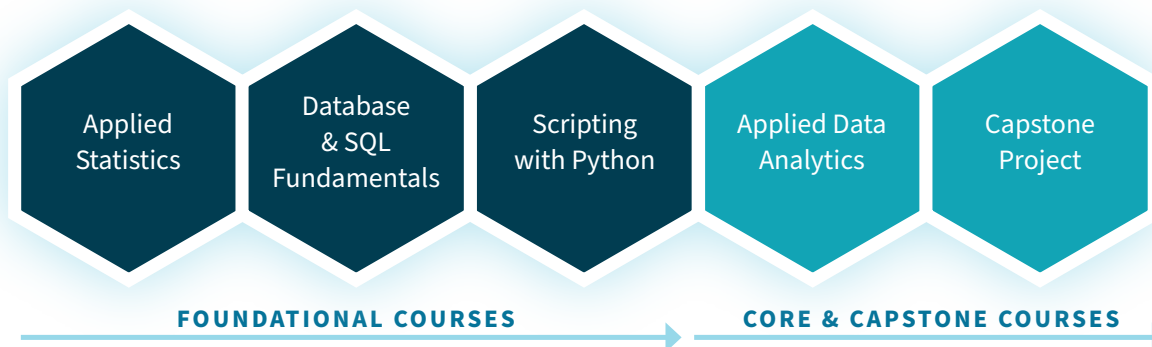 Applied
Statistics
Database
& SQL
Fundamentals
Scripting
with Python
Applied Data
Analytics
Capstone
Project
FOUNDATIONAL COURSES
CORE & CAPSTONE COURSES